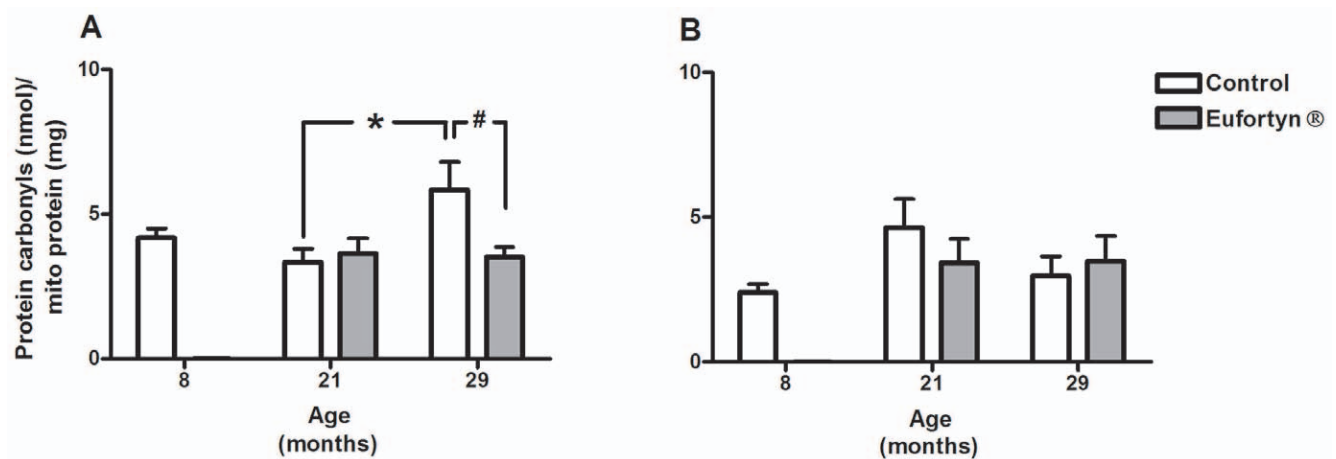 A
Protein carbonyls (nmol)/
mito protein (mg)
10
5
0
*
#
8
21
29
Age
(months)
B
10
5
0
8
21
29
Age
(months)
Control
Eufortyn ®